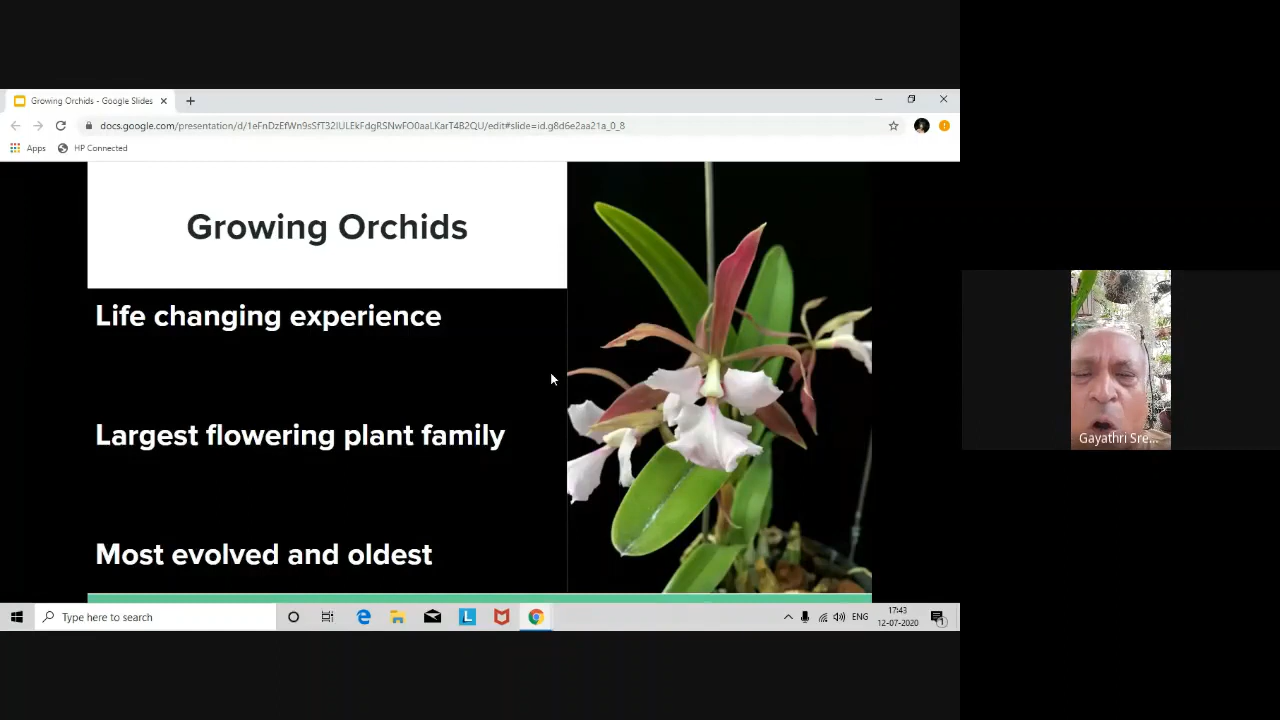 Growing Orchids - Google Slides
docs.google.com/presentation/d/1eFnDzEfWn9sSfT32IULEkFdgRSNwFO0aaLKarT4B2QU/edit#slide=id.g8d6e2aa21a_0_8
Apps
HP Connected
Growing Orchids
Life changing experience
Largest flowering plant family
Most evolved and oldest
Gayathri Sre...
Type here to search
ENG
17:43
12-07-2020